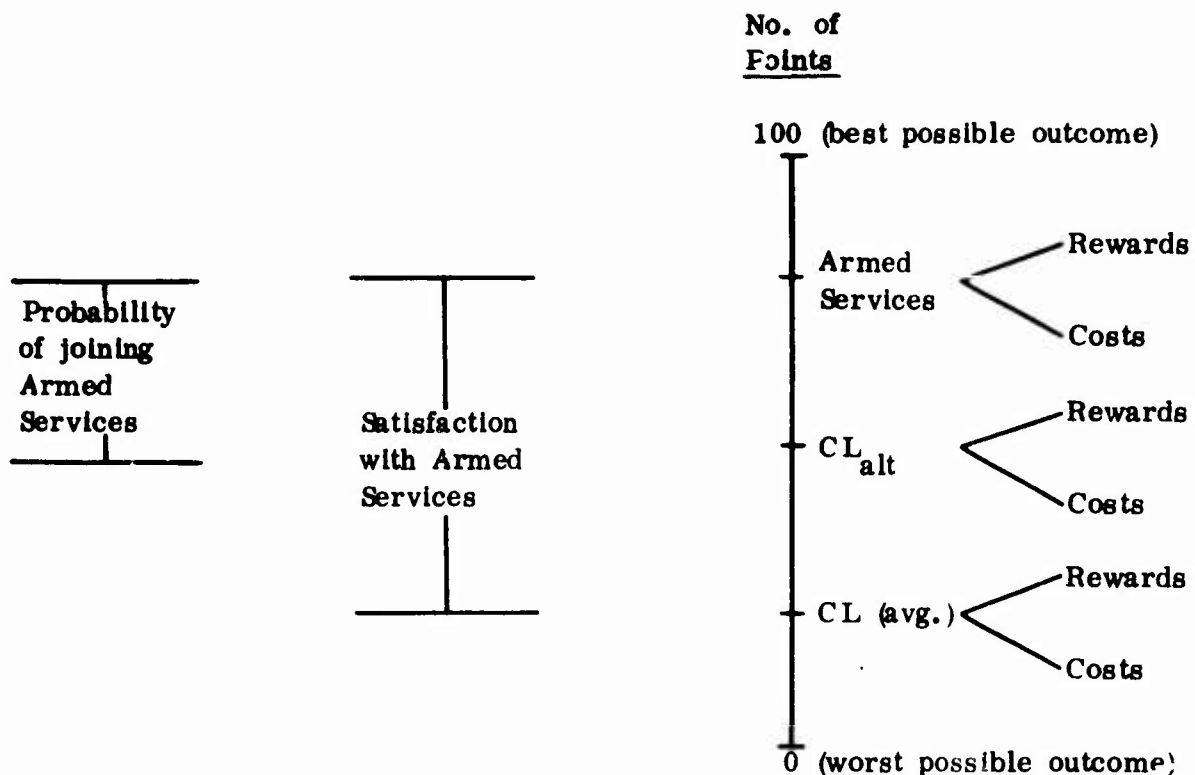 No. of
Points
100 (best possible outcome)
Rewards
Armed
Services
Costs
Probability
of joining
Armed
Services
Satisfaction
with Armed
Services
Rewards
CL alt
Costs
Rewards
CL (avg.)
Costs
0 (worst possible outcome)